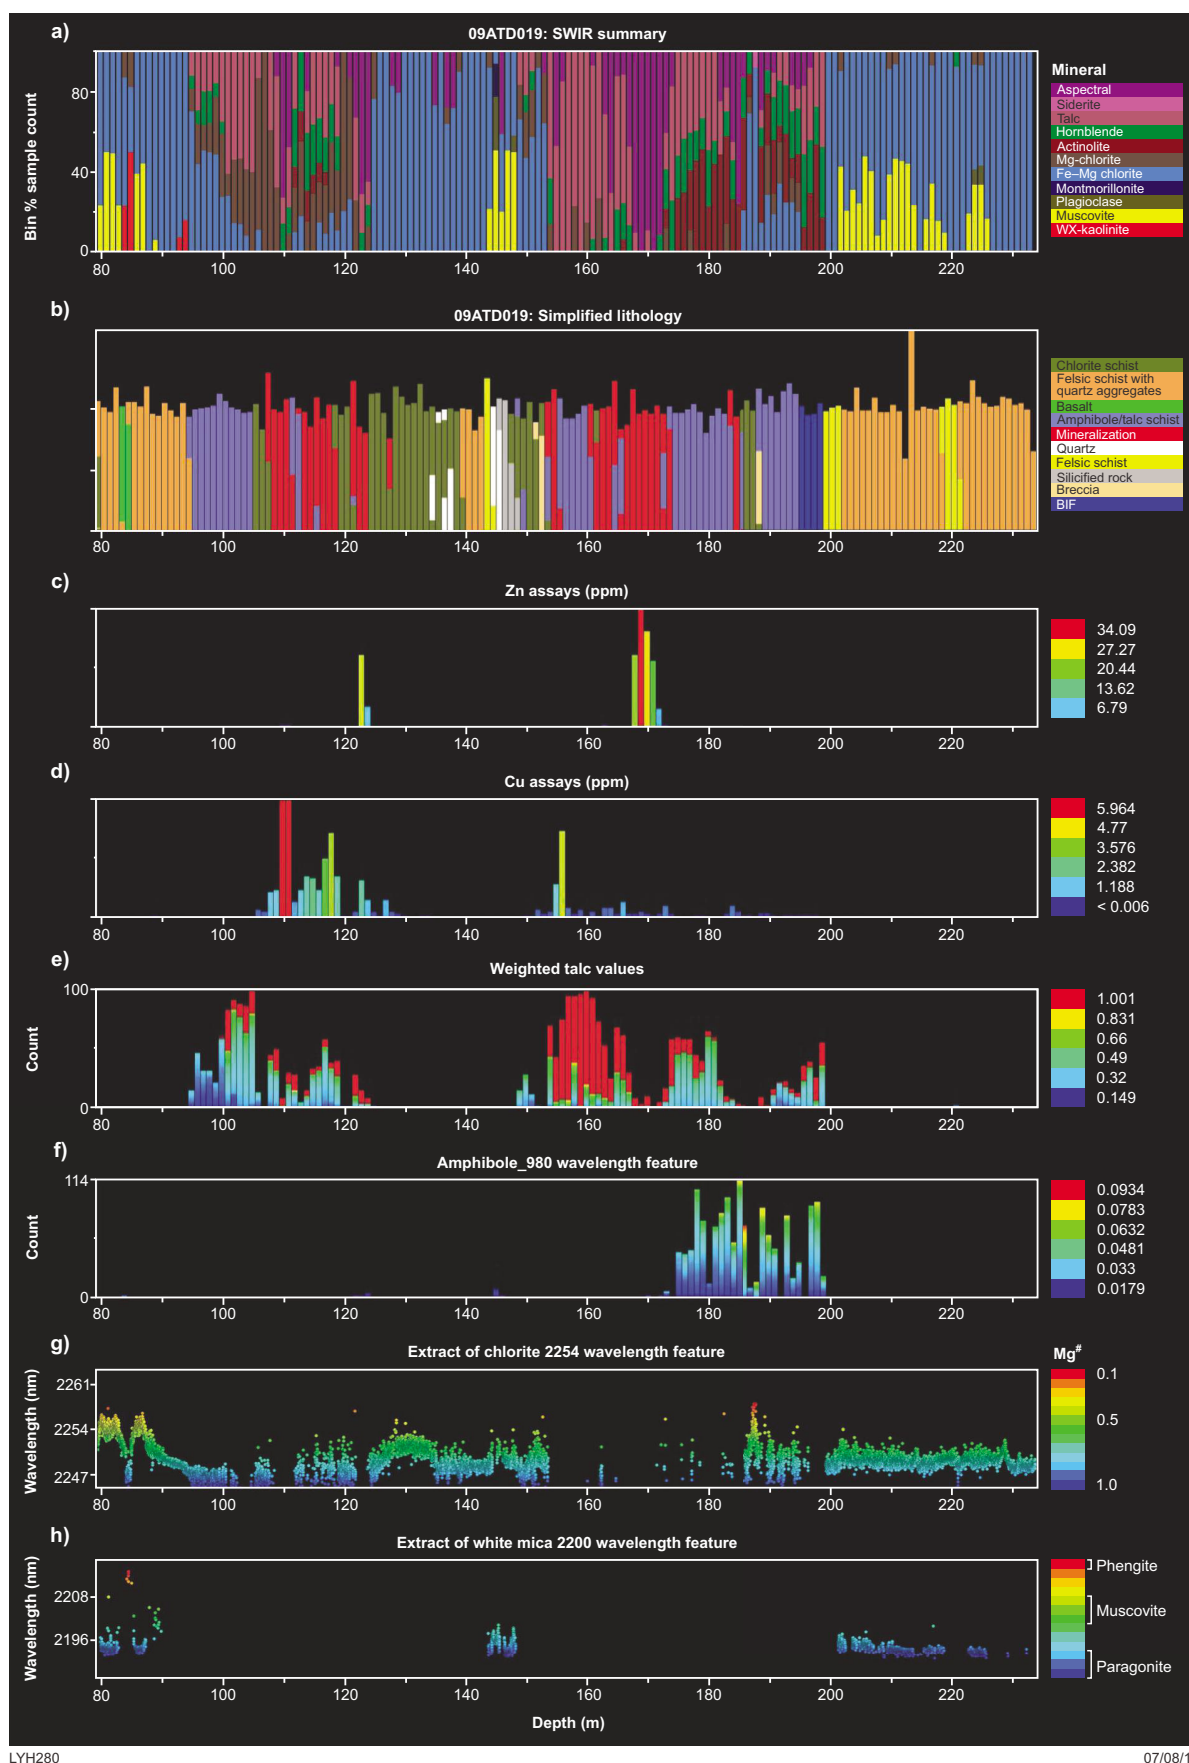 a)
09ATD019: SWIR summary
Bin % sample count
80
40
0
80 100 120 140 160 180 200 220
Mineral
Aspectral
Siderite
Talc
Hornblende
Actinolite
Mg-chlorite
Fe–Mg chlorite
Montmorillonite
Plagioclase
Muscovite
WX-kaolinite
b)
09ATD019: Simplified lithology
80 100 120 140 160 180 200 220
Chlorite schist
Felsic schist with
quartz aggregates
Basalt
Amphibole/talc schist
Mineralization
Quartz
Felsic schist
Silicified rock
Breccia
BIF
c)
Zn assays (ppm)
80 100 120 140 160 180 200 220
34.09
27.27
20.44
13.62
6.79
d)
Cu assays (ppm)
80 100 120 140 160 180 200 220
5.964
4.77
3.576
2.382
1.188
< 0.006
e)
Weighted talc values
Count
100
0
80 100 120 140 160 180 200 220
1.001
0.831
0.66
0.49
0.32
0.149
f)
Amphibole_980 wavelength feature
Count
114
0
80 100 120 140 160 180 200 220
0.0934
0.0783
0.0632
0.0481
0.033
0.0179
g)
Extract of chlorite 2254 wavelength feature
Wavelength (nm)
2261
2254
2247
80 100 120 140 160 180 200 220
Mg#
0.1
0.5
1.0
h)
Extract of white mica 2200 wavelength feature
Wavelength (nm)
2208
2196
80 100 120 140 160 180 200 220
Depth (m)
Phengite
Muscovite
Paragonite
LYH280
07/08/1